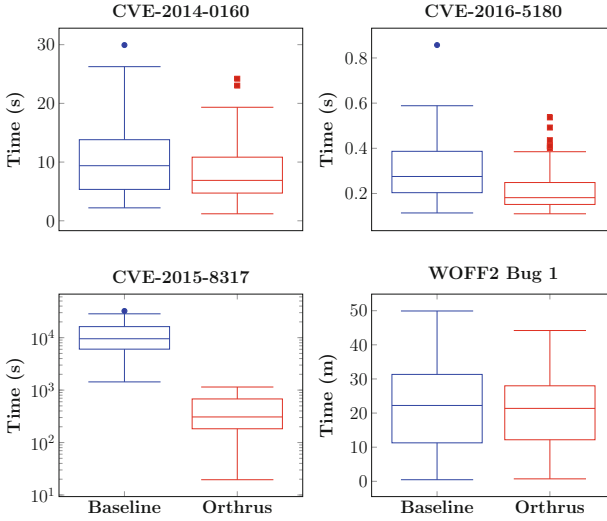 CVE-2014-0160
CVE-2016-5180
Time (s)
30
20
10
0
Time (s)
0.8
0.6
0.4
0.2
CVE-2015-8317
WOFF2 Bug 1
Time (s)
10^4
10^3
10^2
10^1
Baseline
Orthrus
Time (m)
50
40
30
20
10
0
Baseline
Orthrus